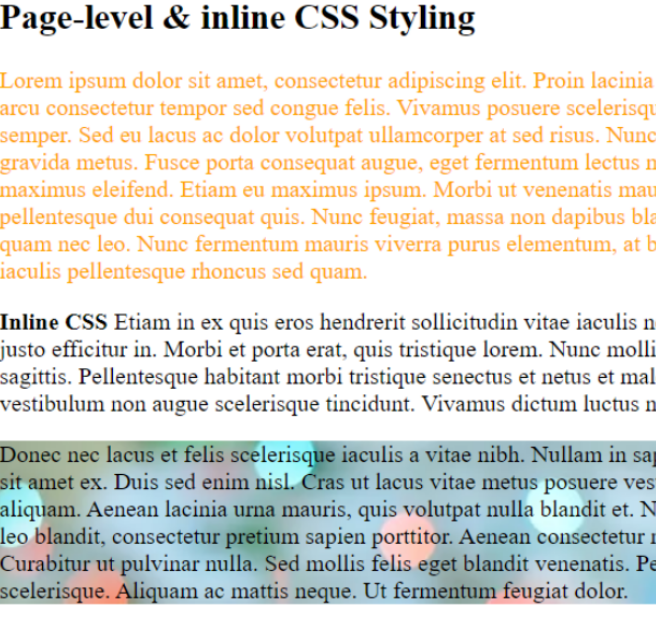 Page-level & inline CSS Styling
Lorem ipsum dolor sit amet, consectetur adipiscing elit. Proin lacinia
arcu consectetur tempor sed congue felis. Vivamus posuere
semper. Sed eu lacus ac dolor volutpat ullamcorper at sed risus. Nunc
gravida metus. Fusce porta consequat augue, eget fermentum lectus
maximus eleifend. Etiam eu maximus ipsum. Morbi ut venenatis
pellentesque dui consequat quis. Nunc feugiat, massa non dapibus
quam nec leo. Nunc fermentum mauris viverra purus elementum, at
iaculis pellentesque rhoncus sed quam.
Inline CSS Etiam in ex quis eros hendrerit sollicitudin vitae iaculis
justo efficitur in. Morbi et porta erat, quis tristique lorem. Nunc
sagittis. Pellentesque habitant morbi tristique senectus et netus et
vestibulum non augue scelerisque tincidunt. Vivamus dictum luctus
Donec nec lacus et felis scelerisque iaculis a vitae nibh. Nullam in
sit amet ex. Duis sed enim nisl. Cras ut lacus vitae metus posuere
aliquam. Aenean lacinia urna mauris, quis volutpat nulla blandit et.
leo blandit, consectetur pretium sapien porttitor. Aenean consectetur
Curabitur ut pulvinar nulla. Sed mollis felis eget blandit venenatis.
scelerisque. Aliquam ac mattis neque. Ut fermentum feugiat dolor.